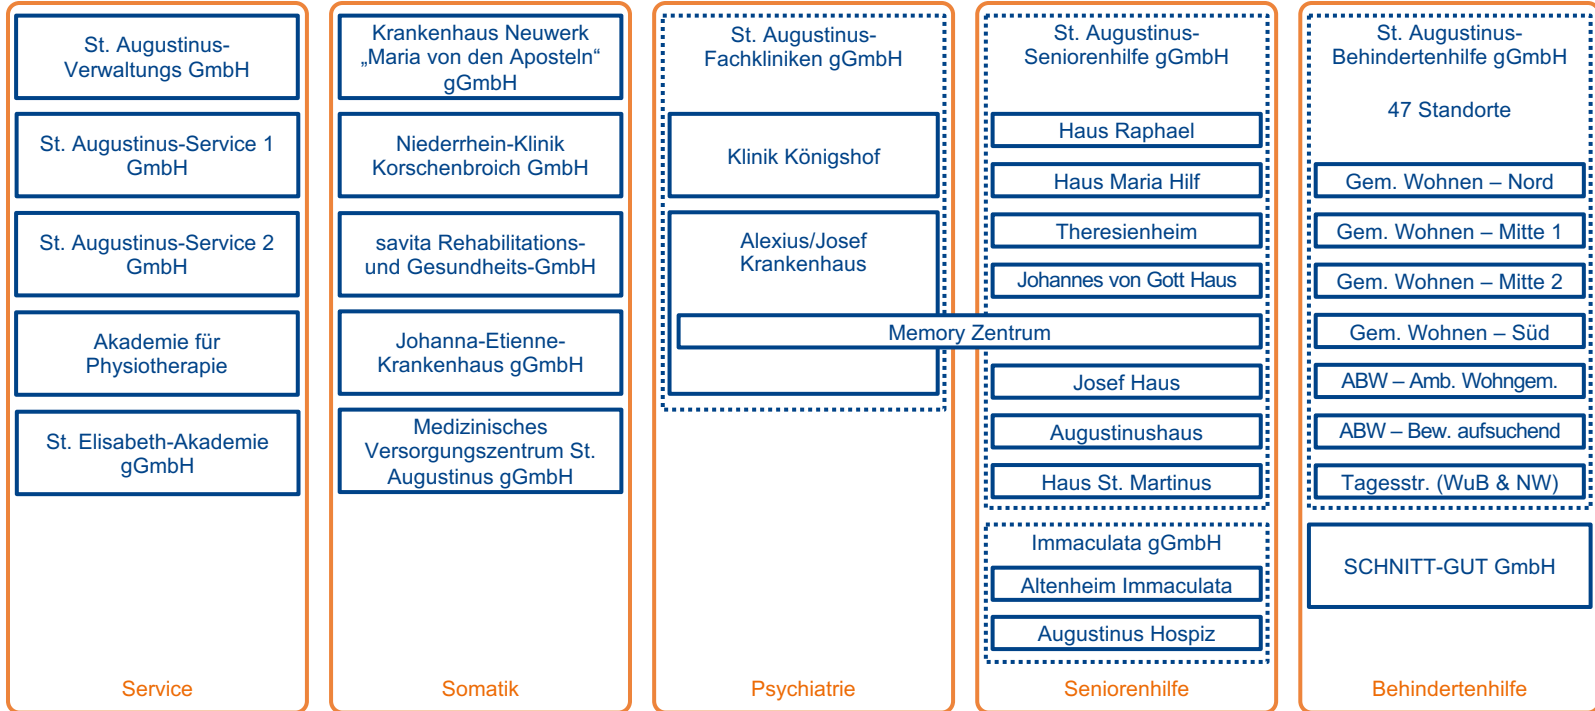 St. Augustinus-
Verwaltungs GmbH
St. Augustinus-Service 1
GmbH
St. Augustinus-Service 2
GmbH
Akademie für
Physiotherapie
St. Elisabeth-Akademie
gGmbH
Service
Krankenhaus Neuwerk
„Maria von den Aposteln“
gGmbH
Niederrhein-Klinik
Korschenbroich GmbH
savita Rehabilitations-
und Gesundheits-GmbH
Johanna-Etienne-
Krankenhaus gGmbH
Medizinisches
Versorgungszentrum St.
Augustinus gGmbH
Somatik
St. Augustinus-
Fachkliniken gGmbH
Klinik Königshof
Alexius/Josef
Krankenhaus
Memory Zentrum
Psychiatrie
St. Augustinus-
Seniorenhilfe gGmbH
Haus Raphael
Haus Maria Hilf
Theresienheim
Johannes von Gott Haus
Josef Haus
Augustinushaus
Haus St. Martinus
Immaculata gGmbH
Altenheim Immaculata
Augustinus Hospiz
Seniorenhilfe
St. Augustinus-
Behindertenhilfe gGmbH
47 Standorte
Gem. Wohnen – Nord
Gem. Wohnen – Mitte 1
Gem. Wohnen – Mitte 2
Gem. Wohnen – Süd
ABW – Amb. Wohngem.
ABW – Bew. aufsuchend
Tagesstr. (WuB & NW)
SCHNITT-GUT GmbH
Behindertenhilfe